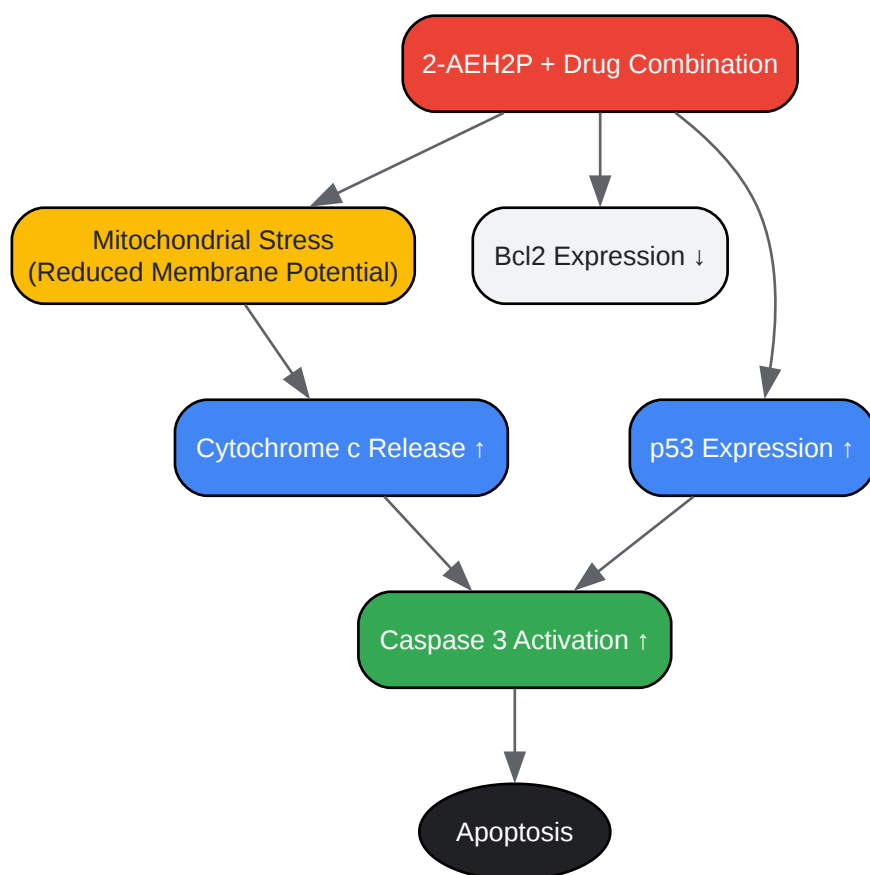 2-AEH2P + Drug Combination
Mitochondrial Stress
(Reduced Membrane Potential)
Bcl2 Expression ↓
Cytochrome c Release ↑
p53 Expression ↑
Caspase 3 Activation ↑
Apoptosis